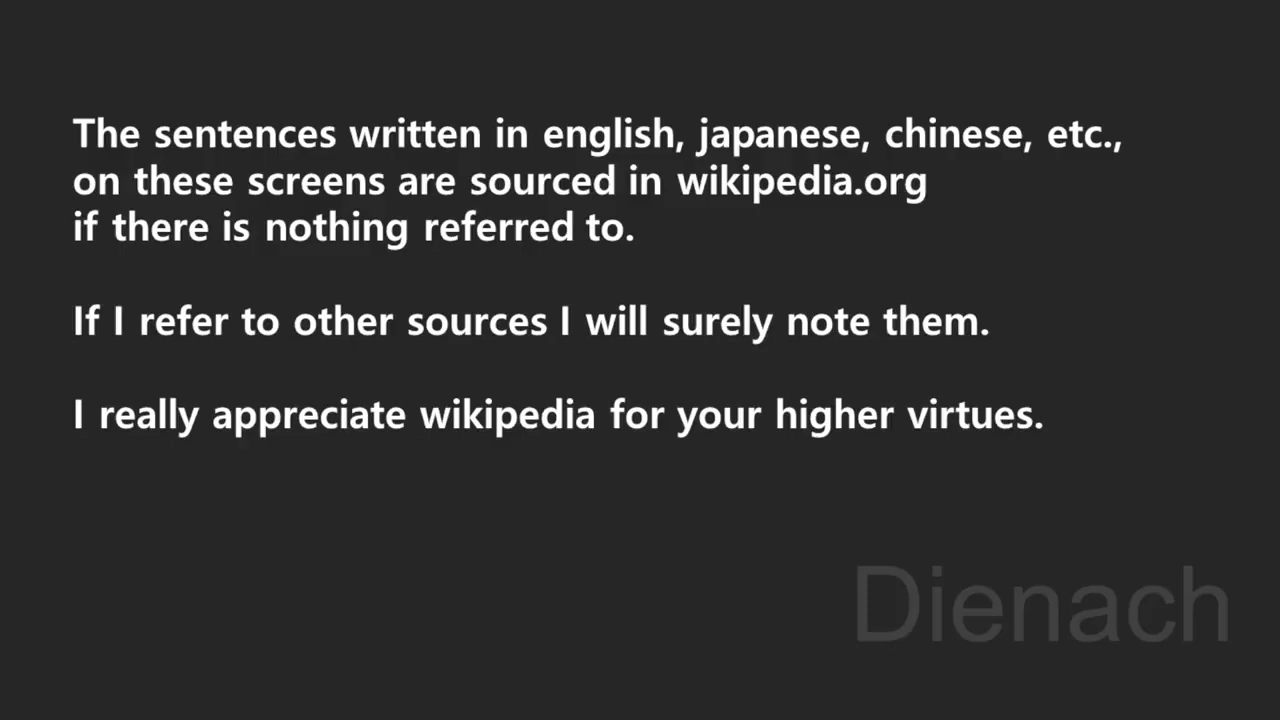 The sentences written in english, japanese, chinese, etc.,
on these screens are sourced in wikipedia.org
if there is nothing referred to.
If I refer to other sources I will surely note them.
I really appreciate wikipedia for your higher virtues.
Dienach